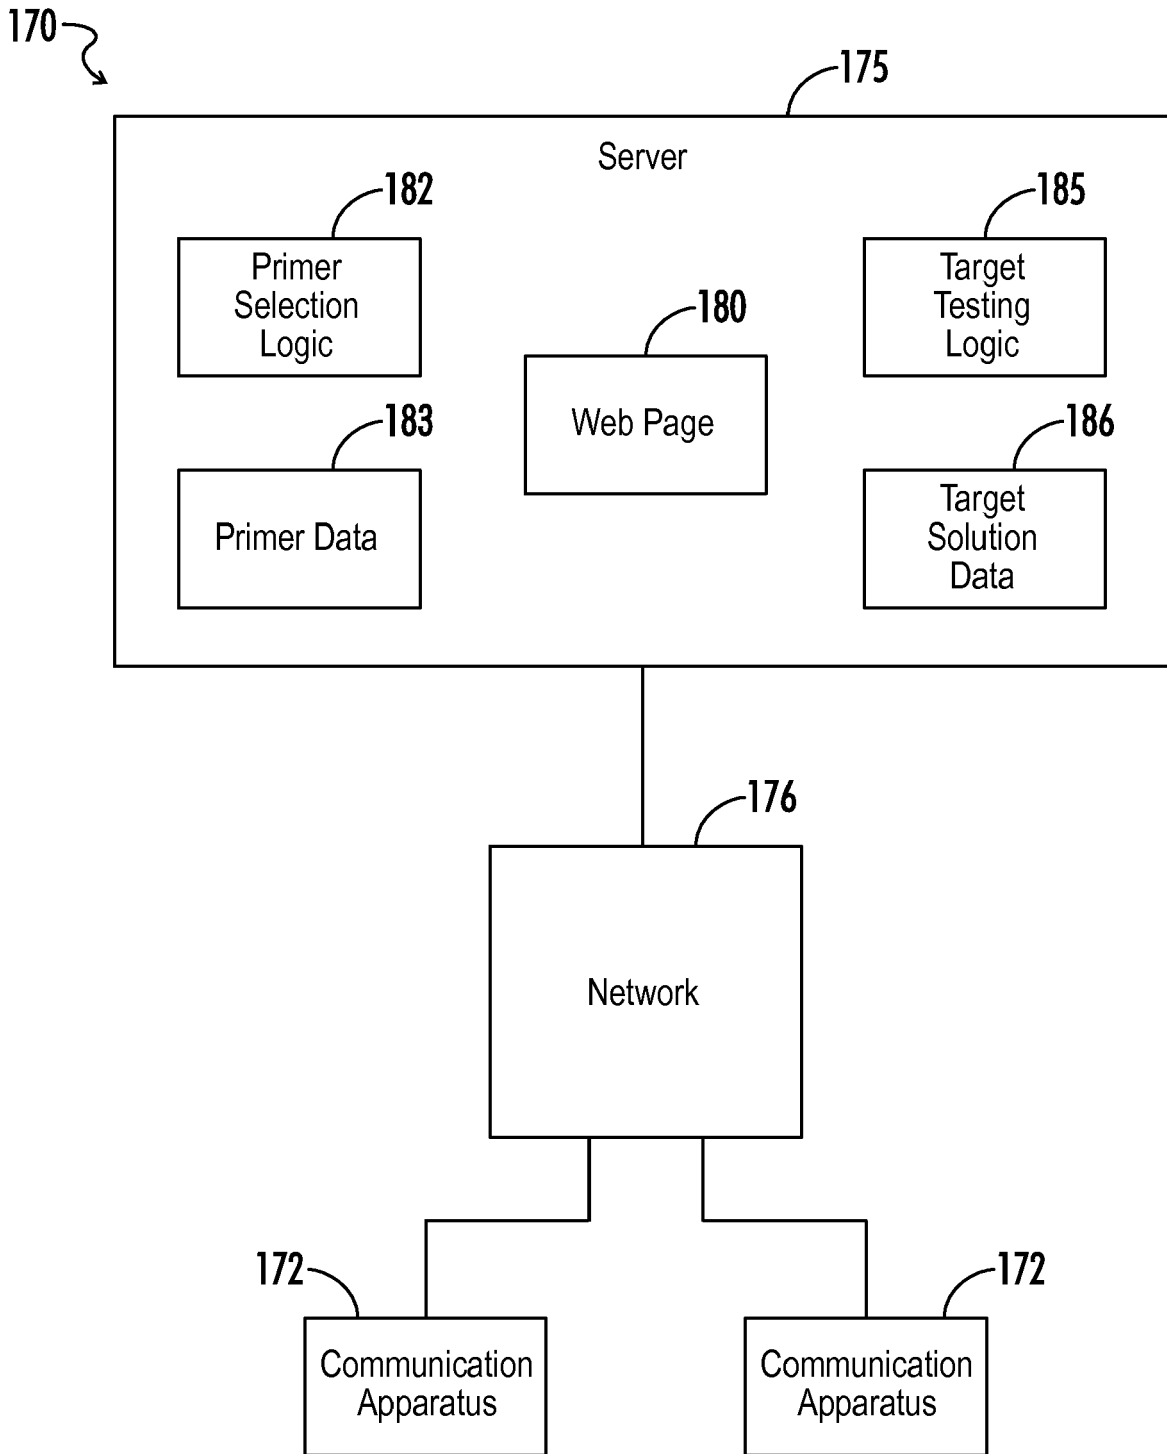 170
175
Server
182
Primer
Selection
Logic
185
Target
Testing
Logic
180
Web Page
183
Primer Data
186
Target
Solution
Data
176
Network
172
Communication
Apparatus
172
Communication
Apparatus